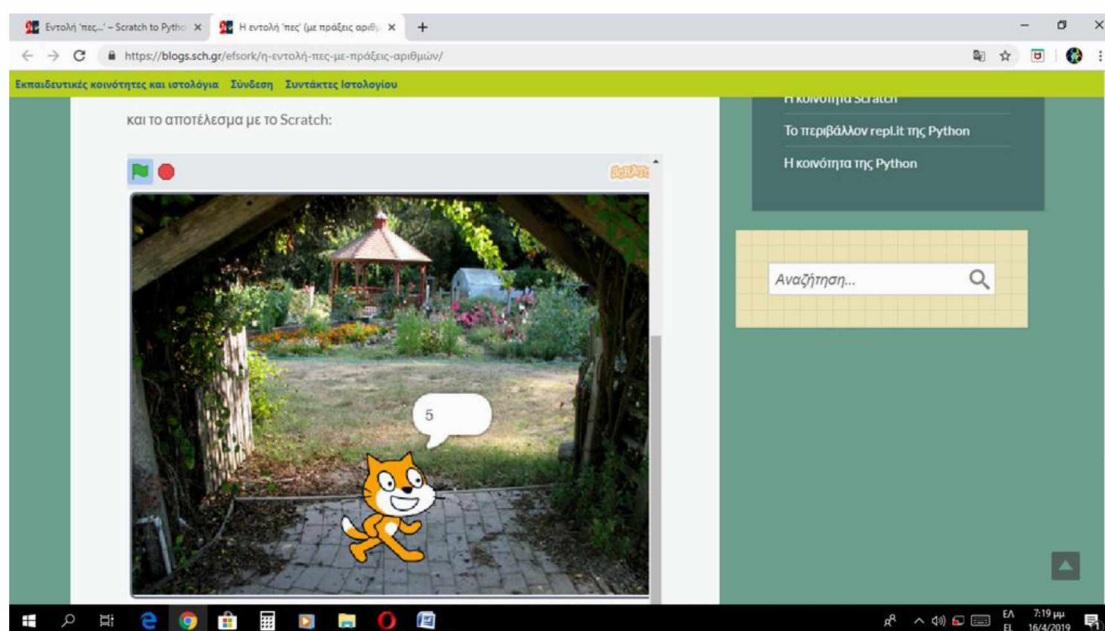 Εντολή 'πες...' – Scratch to Pytho
Η εντολή 'πες' (με πράξεις αριθμ
https://blogs.sch.gr/efsork/η-εντολή-πες-με-πράξεις-αριθμών/
Εκπαιδευτικές κοινότητες και ιστολόγια Σύνδεση Συντάκτες Ιστολογίου
και το αποτέλεσμα με το Scratch:
SCRATC
5
Η κοινότητα Scratch
Το περιβάλλον repl.it της Python
Η κοινότητα της Python
Αναζήτηση...
ΕΛ 7:19 μμ
EL 16/4/2019